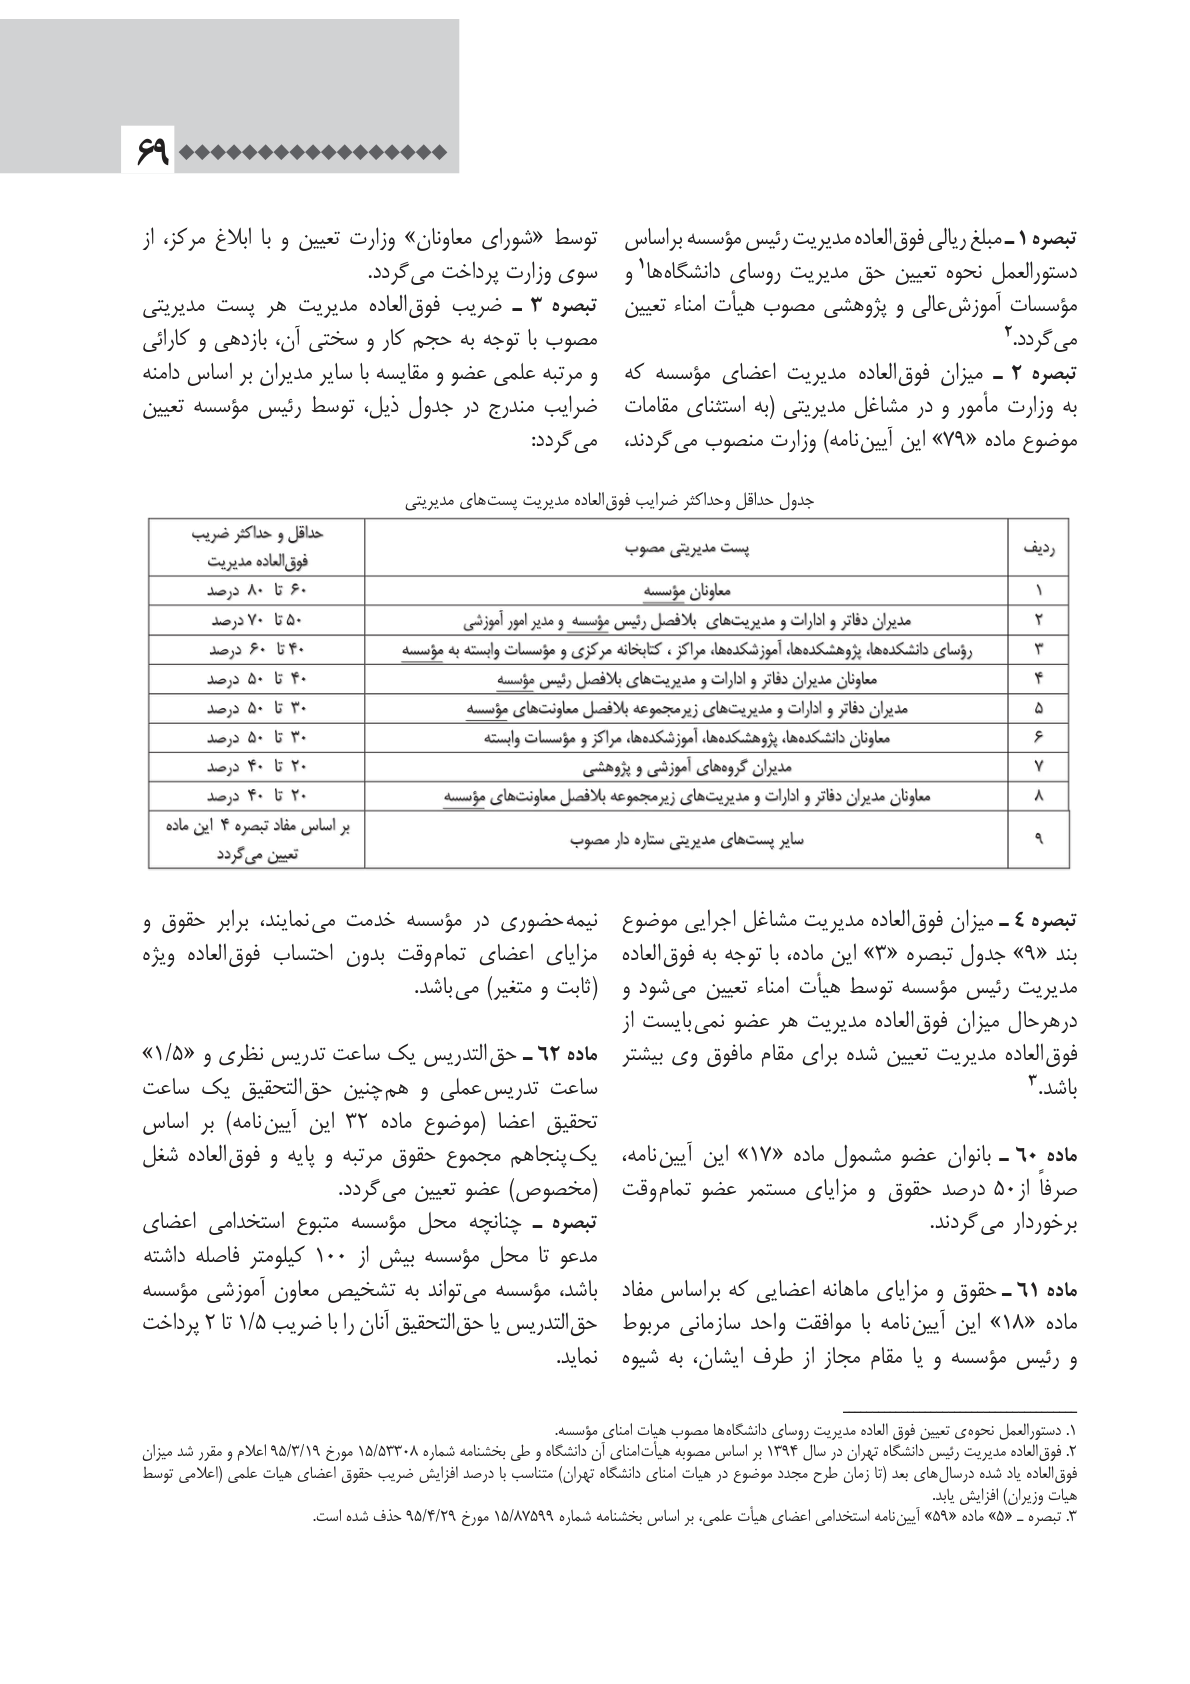 ۶۹
تبصره ۱ ـ مبلغ ریالی فوق‌العاده مدیریت رئیس مؤسسه براساس
دستورالعمل نحوه تعیین حق مدیریت روسای دانشگاه‌ها۱ و
مؤسسات آموزش‌عالی و پژوهشی مصوب هیأت امناء تعیین
می‌گردد.۲
تبصره ۲ ـ میزان فوق‌العاده مدیریت اعضای مؤسسه که
به وزارت مأمور و در مشاغل مدیریتی (به استثنای مقامات
موضوع ماده «۷۹» این آیین‌نامه) وزارت منصوب می‌گردند،
توسط «شورای معاونان» وزارت تعیین و با ابلاغ مرکز، از
سوی وزارت پرداخت می‌گردد.
تبصره ۳ ـ ضریب فوق‌العاده مدیریت هر پست مدیریتی
مصوب با توجه به حجم کار و سختی آن، بازدهی و کارائی
و مرتبه علمی عضو و مقایسه با سایر مدیران بر اساس دامنه
ضرایب مندرج در جدول ذیل، توسط رئیس مؤسسه تعیین
می‌گردد:
جدول حداقل وحداکثر ضرایب فوق‌العاده مدیریت پست‌های مدیریتی
ردیف پست مدیریتی مصوب حداقل و حداکثر ضریب
فوق‌العاده مدیریت
۱ معاونان مؤسسه ۶۰ تا ۸۰ درصد
۲ مدیران دفاتر و ادارات و مدیریت‌های بلافصل رئیس مؤسسه و مدیر امور آموزشی ۵۰ تا ۷۰ درصد
۳ رؤسای دانشکده‌ها، پژوهشکده‌ها، آموزشکده‌ها، مراکز ، کتابخانه مرکزی و مؤسسات وابسته به مؤسسه ۴۰ تا ۶۰ درصد
۴ معاونان مدیران دفاتر و ادارات و مدیریت‌های بلافصل رئیس مؤسسه ۴۰ تا ۵۰ درصد
۵ مدیران دفاتر و ادارات و مدیریت‌های زیرمجموعه بلافصل معاونت‌های مؤسسه ۳۰ تا ۵۰ درصد
۶ معاونان دانشکده‌ها، پژوهشکده‌ها، آموزشکده‌ها، مراکز و مؤسسات وابسته ۳۰ تا ۵۰ درصد
۷ مدیران گروه‌های آموزشی و پژوهشی ۲۰ تا ۴۰ درصد
۸ معاونان مدیران دفاتر و ادارات و مدیریت‌های زیرمجموعه بلافصل معاونت‌های مؤسسه ۲۰ تا ۴۰ درصد
۹ سایر پست‌های مدیریتی ستاره دار مصوب بر اساس مفاد تبصره ۴ این ماده
تعیین می‌گردد
تبصره ٤ ـ میزان فوق‌العاده مدیریت مشاغل اجرایی موضوع
بند «۹» جدول تبصره «۳» این ماده، با توجه به فوق‌العاده
مدیریت رئیس مؤسسه توسط هیأت امناء تعیین می‌شود و
درهرحال میزان فوق‌العاده مدیریت هر عضو نمی‌بایست از
فوق‌العاده مدیریت تعیین شده برای مقام مافوق وی بیشتر
باشد.۳
ماده ٦۰ ـ بانوان عضو مشمول ماده «۱۷» این آیین‌نامه،
صرفاً از ۵۰ درصد حقوق و مزایای مستمر عضو تمام‌وقت
برخوردار می‌گردند.
ماده ٦۱ ـ حقوق و مزایای ماهانه اعضایی که براساس مفاد
ماده «۱۸» این آیین‌نامه با موافقت واحد سازمانی مربوط
و رئیس مؤسسه و یا مقام مجاز از طرف ایشان، به شیوه
نیمه‌حضوری در مؤسسه خدمت می‌نمایند، برابر حقوق و
مزایای اعضای تمام‌وقت بدون احتساب فوق‌العاده ویژه
(ثابت و متغیر) می‌باشد.
ماده ٦۲ ـ حق‌التدریس یک ساعت تدریس نظری و «۱/۵»
ساعت تدریس‌عملی و هم‌چنین حق‌التحقیق یک ساعت
تحقیق اعضا (موضوع ماده ۳۲ این آیین‌نامه) بر اساس
یک‌پنجاهم مجموع حقوق مرتبه و پایه و فوق‌العاده شغل
(مخصوص) عضو تعیین می‌گردد.
تبصره ـ چنانچه محل مؤسسه متبوع استخدامی اعضای
مدعو تا محل مؤسسه بیش از ۱۰۰ کیلومتر فاصله داشته
باشد، مؤسسه می‌تواند به تشخیص معاون آموزشی مؤسسه
حق‌التدریس یا حق‌التحقیق آنان را با ضریب ۱/۵ تا ۲ پرداخت
نماید.
۱. دستورالعمل نحوه‌ی تعیین فوق العاده مدیریت روسای دانشگاه‌ها مصوب هیات امنای مؤسسه.
۲. فوق‌العاده مدیریت رئیس دانشگاه تهران در سال ۱۳۹۴ بر اساس مصوبه هیأت‌امنای آن دانشگاه و طی بخشنامه شماره ۱۵/۵۳۳۰۸ مورخ ۹۵/۳/۱۹ اعلام و مقرر شد میزان
فوق‌العاده یاد شده درسال‌های بعد (تا زمان طرح مجدد موضوع در هیات امنای دانشگاه تهران) متناسب با درصد افزایش ضریب حقوق اعضای هیات علمی (اعلامی توسط
هیات وزیران) افزایش یابد.
۳. تبصره ـ «۵» ماده «۵۹» آیین‌نامه استخدامی اعضای هیأت علمی، بر اساس بخشنامه شماره ۱۵/۸۷۵۹۹ مورخ ۹۵/۴/۲۹ حذف شده است.